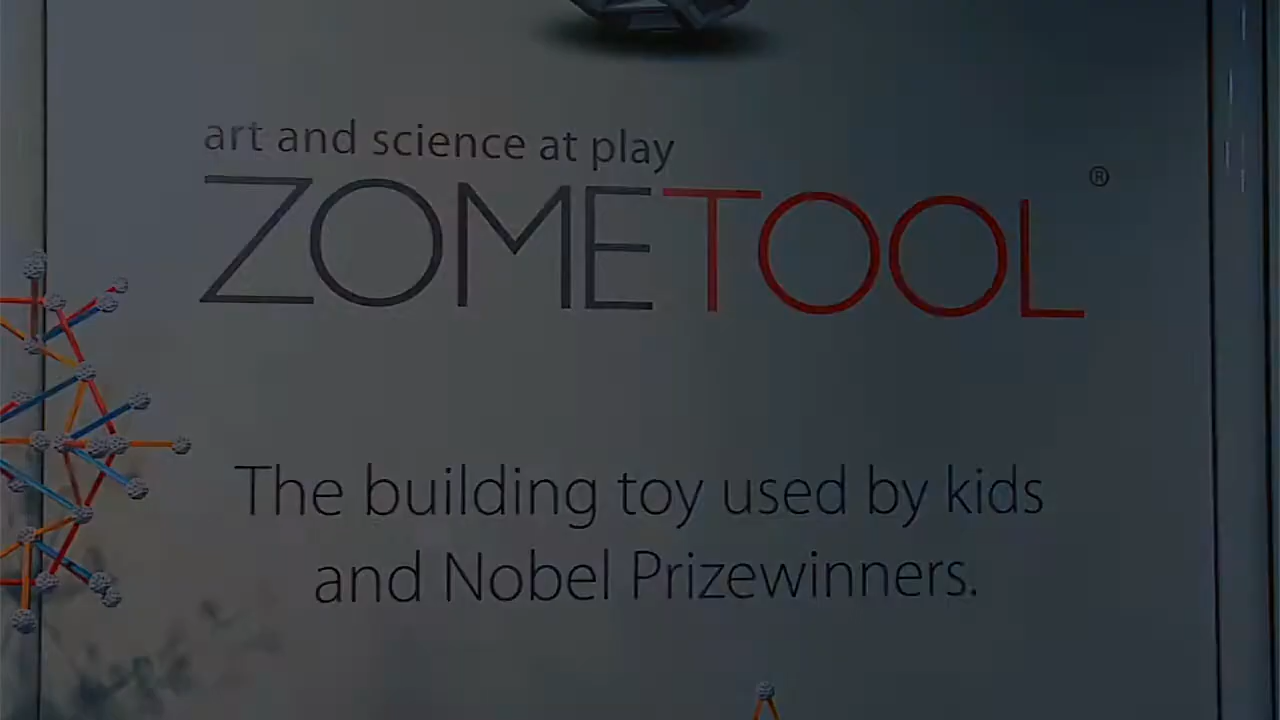 art and science at play
ZOMETOOL®
The building toy used by kids
and Nobel Prizewinners.